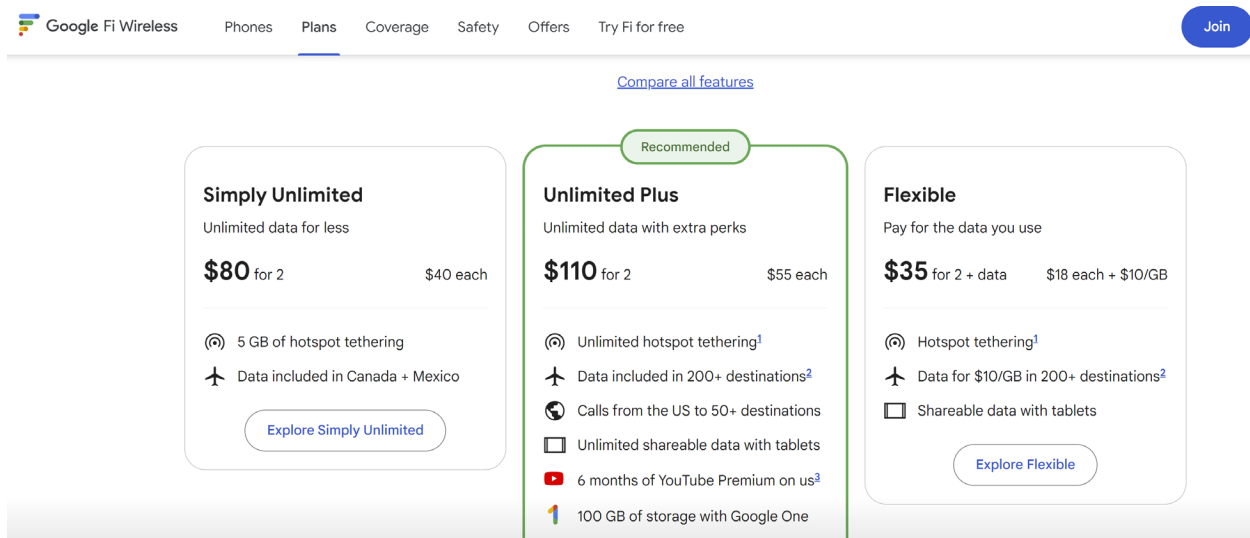 Google Fi Wireless
Phones
Plans
Coverage
Safety
Offers
Try Fi for free
Join
Compare all features
Simply Unlimited
Unlimited data for less
$80 for 2 $40 each
5 GB of hotspot tethering
Data included in Canada + Mexico
Explore Simply Unlimited
Recommended
Unlimited Plus
Unlimited data with extra perks
$110 for 2 $55 each
Unlimited hotspot tethering1
Data included in 200+ destinations2
Calls from the US to 50+ destinations
Unlimited shareable data with tablets
6 months of YouTube Premium on us3
100 GB of storage with Google One
Flexible
Pay for the data you use
$35 for 2 + data $18 each + $10/GB
Hotspot tethering1
Data for $10/GB in 200+ destinations2
Shareable data with tablets
Explore Flexible